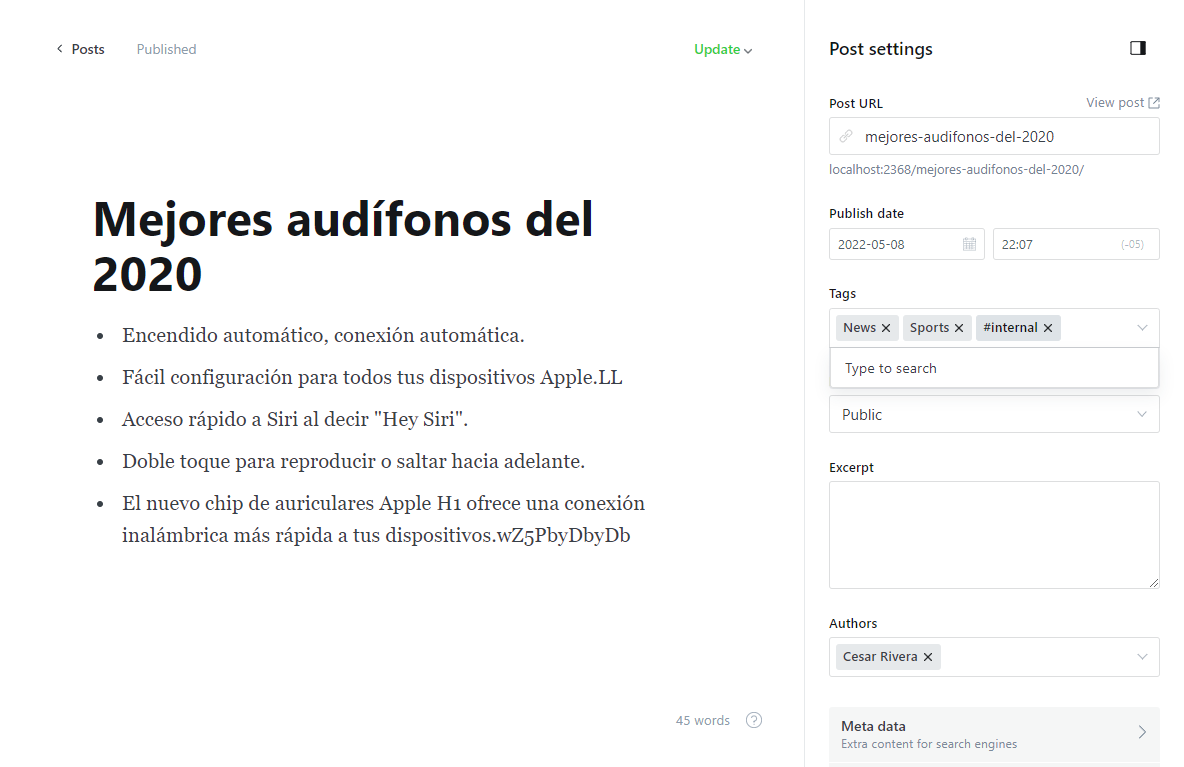 Posts
Published
Update
Mejores audífonos del
2020
Encendido automático, conexión automática.
Fácil configuración para todos tus dispositivos Apple.LL
Acceso rápido a Siri al decir "Hey Siri".
Doble toque para reproducir o saltar hacia adelante.
El nuevo chip de auriculares Apple H1 ofrece una conexión
inalámbrica más rápida a tus dispositivos.wZ5PbyDbyDb
45 words
?
Post settings
Post URL
View post
mejores-audifonos-del-2020
localhost:2368/mejores-audifonos-del-2020/
Publish date
2022-05-08
22:07
(-05)
Tags
News
Sports
#internal
Type to search
Public
Excerpt
Authors
Cesar Rivera
Meta data
Extra content for search engines